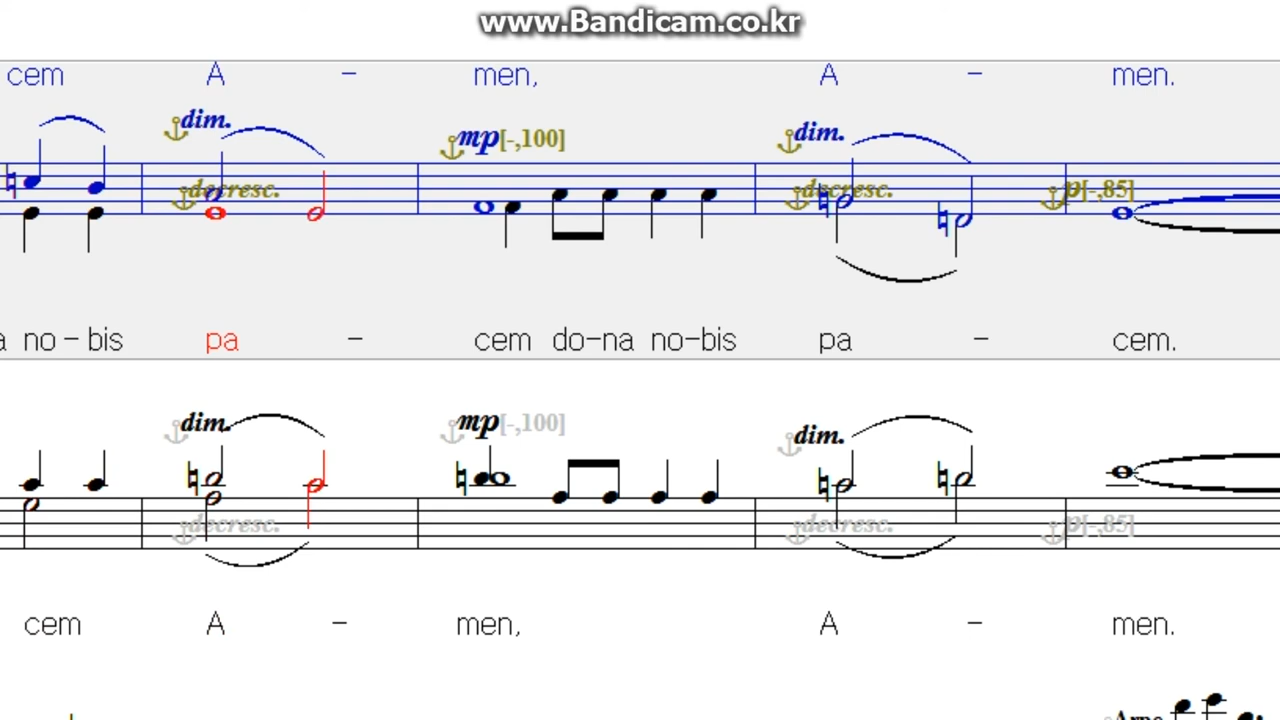 www.Bandicam.co.kr
cem A - men, A - men.
dim. mp[-,100] dim.
decresc. decresc. p[-,85]
a no - bis pa - cem do-na no-bis pa - cem.
dim. mp[-,100] dim.
decresc. decresc. p[-,85]
cem A - men, A - men.
Arpe